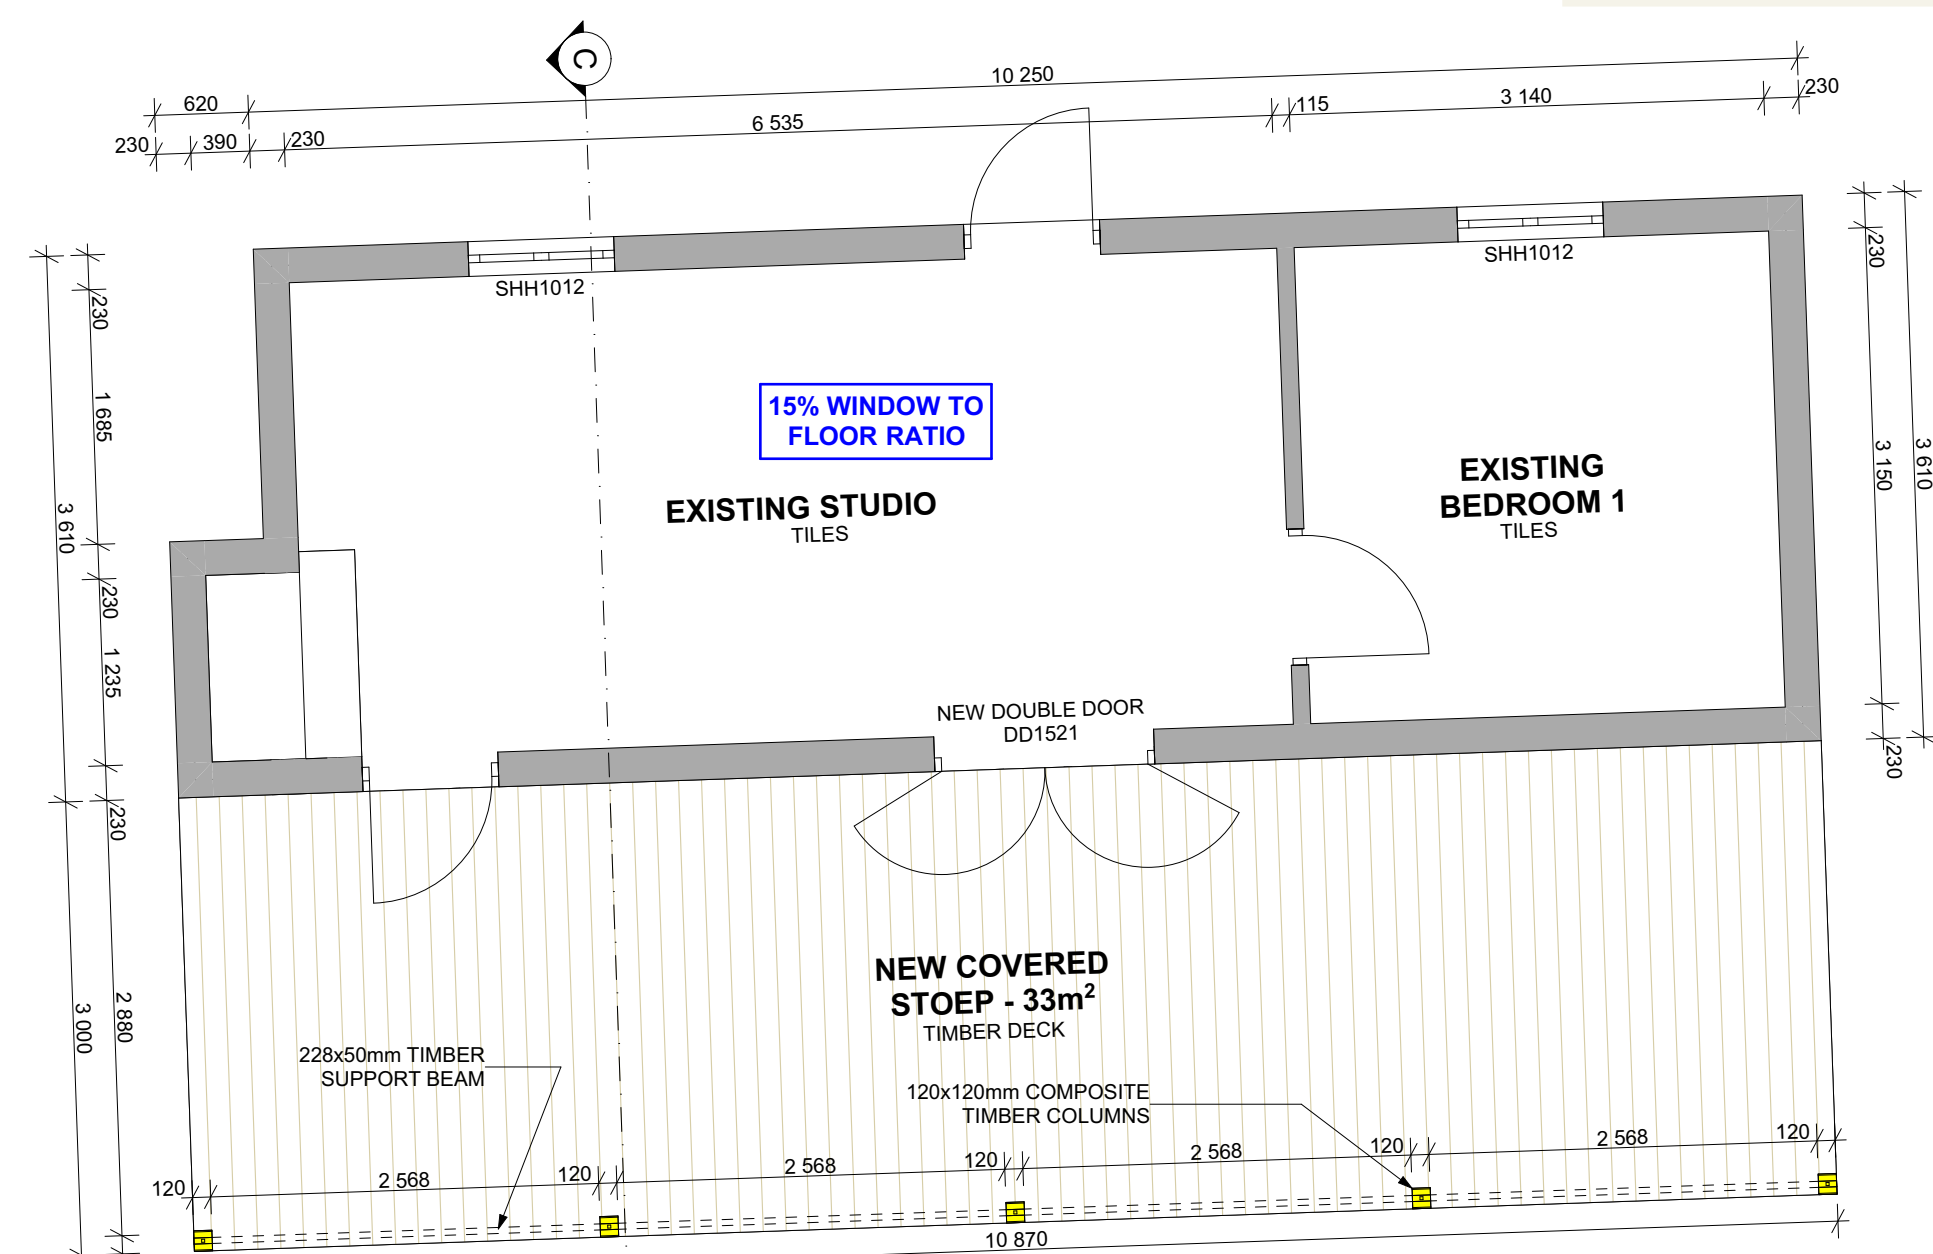 C
10 250
620
6 535
115
3 140
230
230
390
230
SHH1012
SHH1012
230
1 685
3 610
230
1 235
230
230
3 150
3 610
230
15% WINDOW TO
FLOOR RATIO
EXISTING STUDIO
TILES
EXISTING
BEDROOM 1
TILES
NEW DOUBLE DOOR
DD1521
NEW COVERED
STOEP - 33m²
TIMBER DECK
2 880
3 000
228x50mm TIMBER
SUPPORT BEAM
120x120mm COMPOSITE
TIMBER COLUMNS
120
2 568
120
2 568
120
2 568
120
2 568
120
10 870